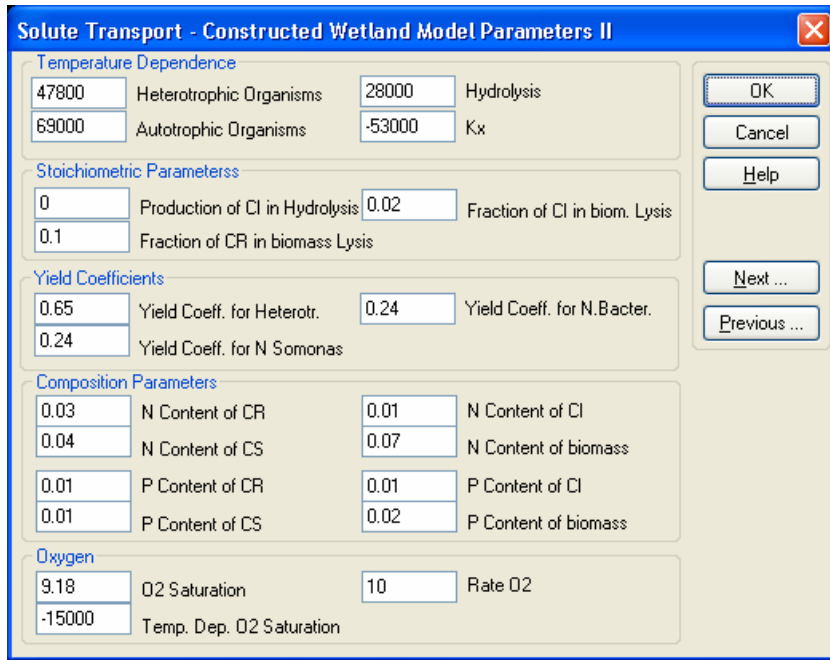 Solute Transport - Constructed Wetland Model Parameters II
Temperature Dependence
47800 Heterotrophic Organisms 28000 Hydrolysis
69000 Autotrophic Organisms -53000 Kx
Stoichiometric Parameterss
0 Production of CI in Hydrolysis 0.02 Fraction of CI in biom. Lysis
0.1 Fraction of CR in biomass Lysis
Yield Coefficients
0.65 Yield Coeff. for Heterotr. 0.24 Yield Coeff. for N.Bacter.
0.24 Yield Coeff. for N Somonas
Composition Parameters
0.03 N Content of CR 0.01 N Content of CI
0.04 N Content of CS 0.07 N Content of biomass
0.01 P Content of CR 0.01 P Content of CI
0.01 P Content of CS 0.02 P Content of biomass
Oxygen
9.18 O2 Saturation 10 Rate O2
-15000 Temp. Dep. O2 Saturation
OK
Cancel
Help
Next ...
Previous ...